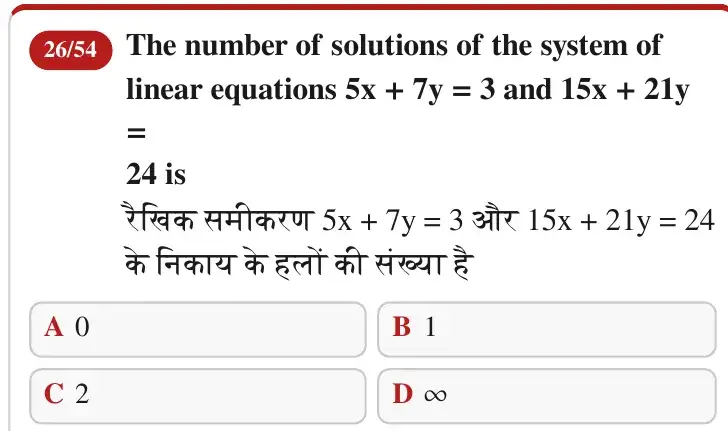 26/54 The number of solutions of the system of
linear equations 5x + 7y = 3 and 15x + 21y
=
24 is
रैखिक समीकरण 5x + 7y = 3 और 15x + 21y = 24
के निकाय के हलों की संख्या है
A 0
B 1
C 2
D ∞